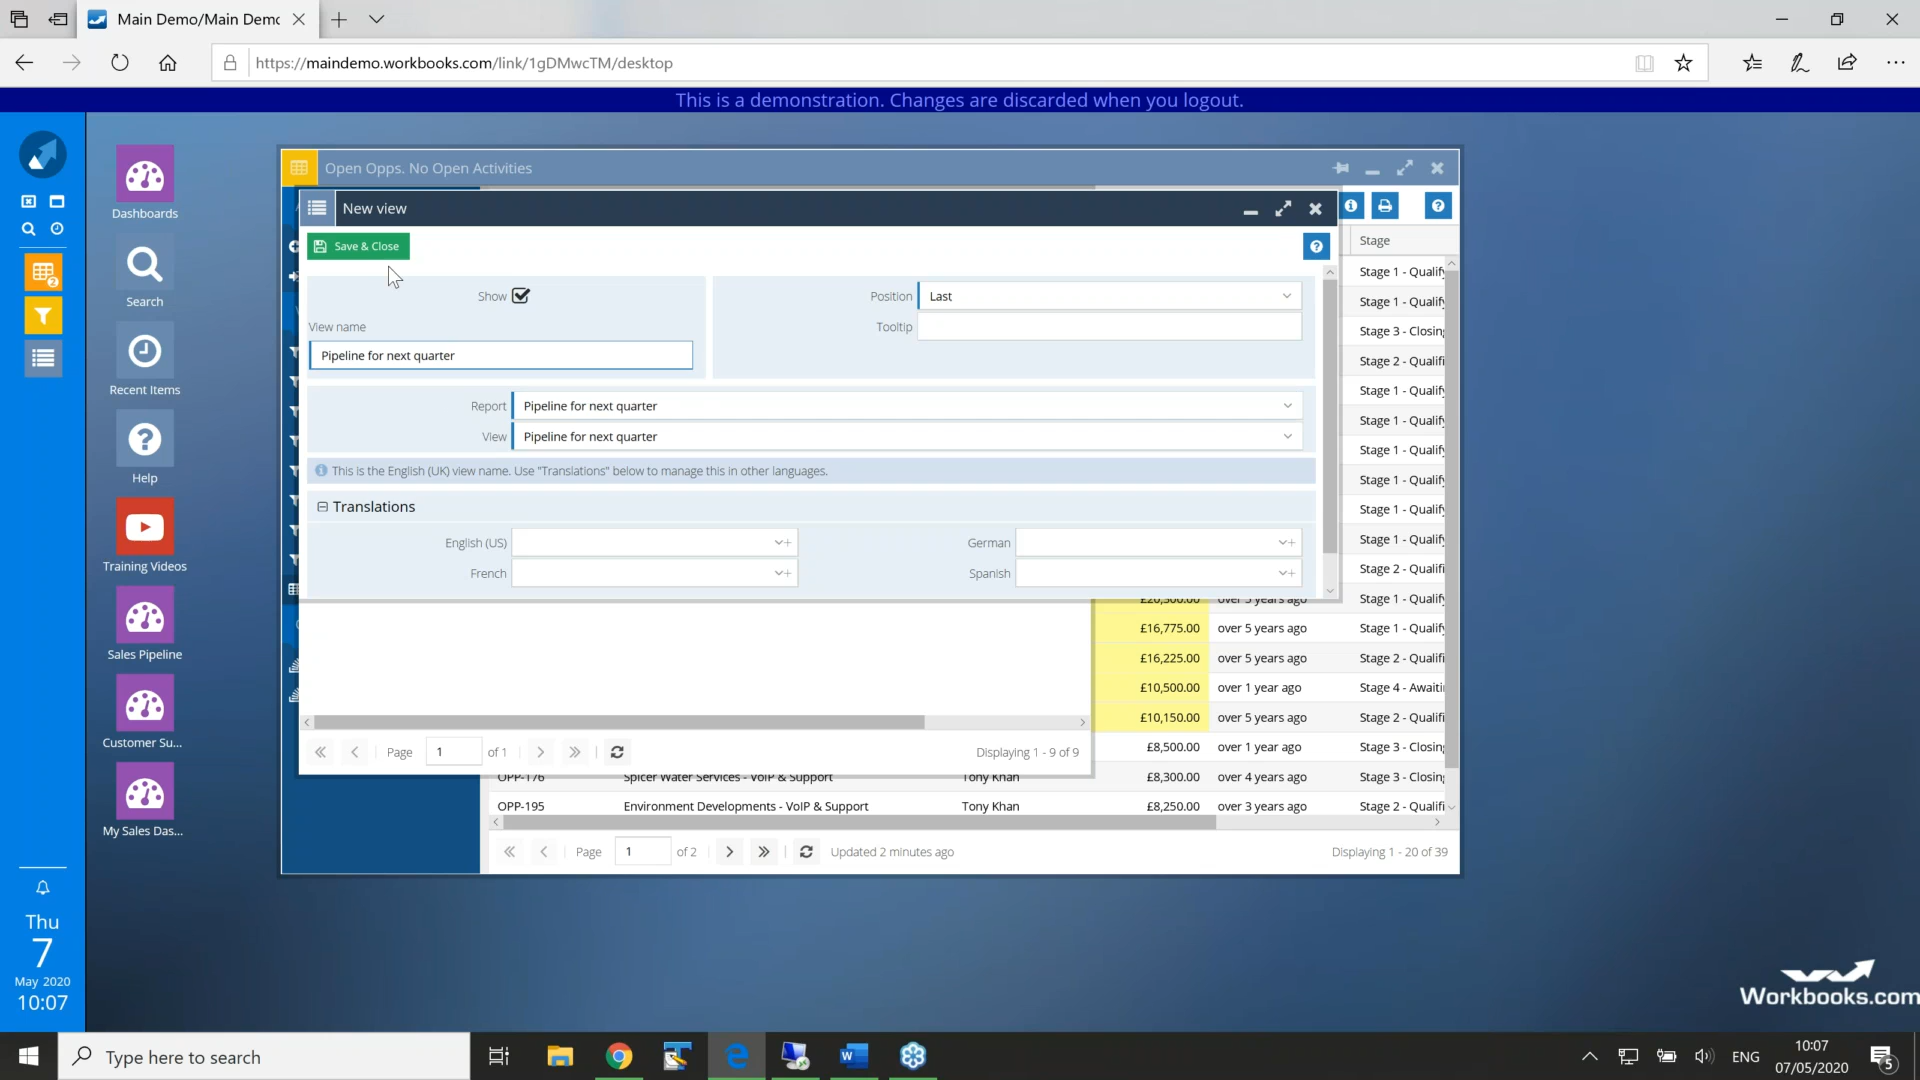 Main Demo/Main Demo
https://maindemo.workbooks.com/link/1gDMwcTM/desktop
This is a demonstration. Changes are discarded when you logout.
Dashboards
Search
Recent Items
Help
Training Videos
Sales Pipeline
Customer Su...
My Sales Das...
2
Thu
7
May 2020
10:07
Open Opps. No Open Activities
New view
Save & Close
Show
Position Last
View name
Tooltip
Pipeline for next quarter
Report Pipeline for next quarter
View Pipeline for next quarter
This is the English (UK) view name. Use "Translations" below to manage this in other languages.
Translations
English (US)
German
French
Spanish
Page 1 of 1
Displaying 1 - 9 of 9
Stage
Stage 1 - Qualify
Stage 1 - Qualify
Stage 3 - Closing
Stage 2 - Qualifi
Stage 1 - Qualify
Stage 1 - Qualify
Stage 1 - Qualify
Stage 1 - Qualify
Stage 1 - Qualify
Stage 1 - Qualify
Stage 2 - Qualifi
£20,500.00 over 5 years ago Stage 1 - Qualify
£16,775.00 over 5 years ago Stage 1 - Qualify
£16,225.00 over 5 years ago Stage 2 - Qualifi
£10,500.00 over 1 year ago Stage 4 - Awaiti
£10,150.00 over 5 years ago Stage 2 - Qualifi
£8,500.00 over 1 year ago Stage 3 - Closing
OPP-176 Spicer Water Services - VoIP & Support Tony Khan £8,300.00 over 4 years ago Stage 3 - Closing
OPP-195 Environment Developments - VoIP & Support Tony Khan £8,250.00 over 3 years ago Stage 2 - Qualifi
Page 1 of 2
Updated 2 minutes ago
Displaying 1 - 20 of 39
Workbooks.com
Type here to search
ENG
10:07
07/05/2020
5